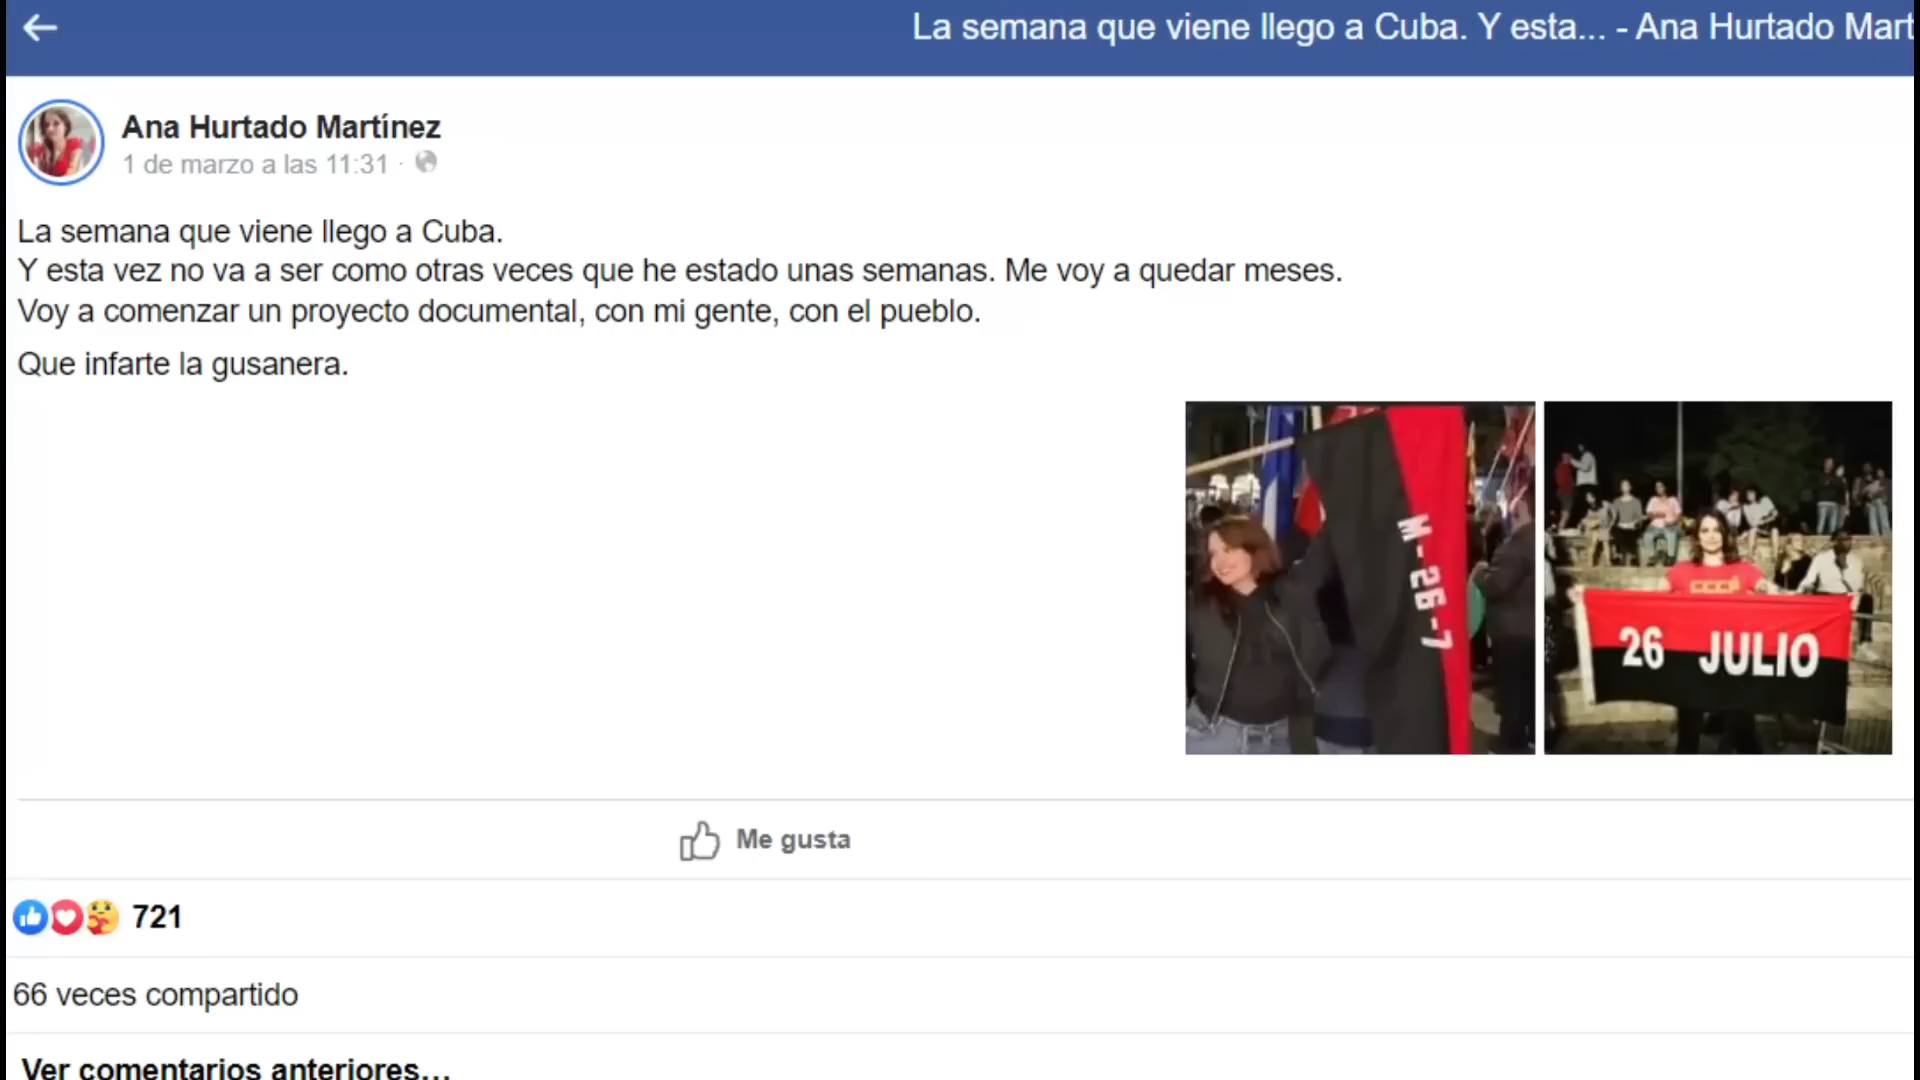 La semana que viene llego a Cuba. Y esta... - Ana Hurtado Mart
Ana Hurtado Martínez
1 de marzo a las 11:31 ·
La semana que viene llego a Cuba.
Y esta vez no va a ser como otras veces que he estado unas semanas. Me voy a quedar meses.
Voy a comenzar un proyecto documental, con mi gente, con el pueblo.
Que infarte la gusanera.
M-26-7
CCCP
26 JULIO
Me gusta
721
66 veces compartido
Ver comentarios anteriores...